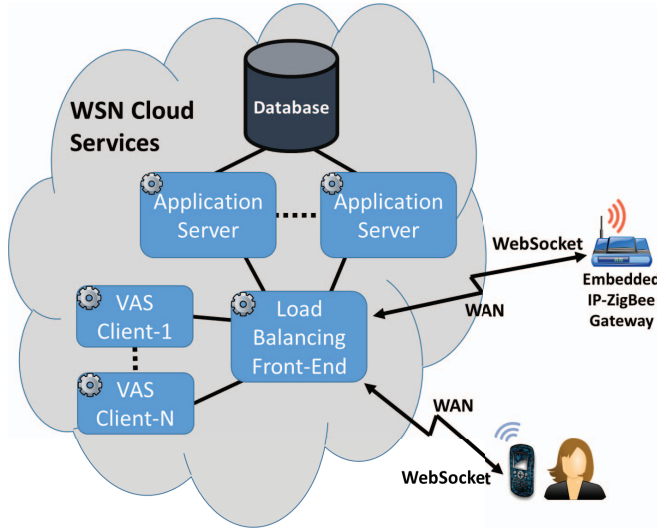 Database
WSN Cloud
Services
Application
Server
Application
Server
WebSocket
WAN
Embedded
IP-ZigBee
Gateway
VAS
Client-1
Load
Balancing
Front-End
VAS
Client-N
WAN
WebSocket